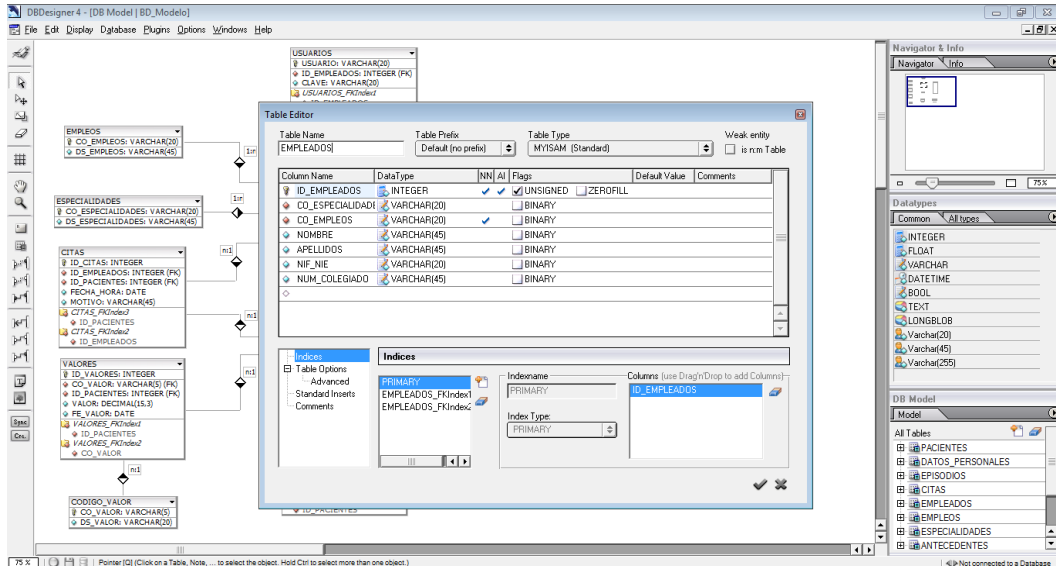 DBDesigner 4 - [DB Model | BD_Modelo]
File Edit Display Database Plugins Options Windows Help
USUARIOS
USUARIO: VARCHAR(20)
ID_EMPLEADOS: INTEGER (FK)
CLAVE: VARCHAR(20)
USUARIOS_FKIndex1
EMPLEOS
CO_EMPLEOS: VARCHAR(20)
DS_EMPLEOS: VARCHAR(45)
1:n
ESPECIALIDADES
CO_ESPECIALIDADES: VARCHAR(20)
DS_ESPECIALIDADES: VARCHAR(45)
1:n
CITAS
ID_CITAS: INTEGER
ID_EMPLEADOS: INTEGER (FK)
ID_PACIENTES: INTEGER (FK)
FECHA_HORA: DATE
MOTIVO: VARCHAR(45)
CITAS_FKIndex3
ID_PACIENTES
CITAS_FKIndex2
ID_EMPLEADOS
n:1
n:1
VALORES
ID_VALORES: INTEGER
CO_VALOR: VARCHAR(5) (FK)
ID_PACIENTES: INTEGER (FK)
VALOR: DECIMAL(15,3)
FE_VALOR: DATE
VALORES_FKIndex1
ID_PACIENTES
VALORES_FKIndex2
CO_VALOR
n:1
n:1
CODIGO_VALOR
CO_VALOR: VARCHAR(5)
DS_VALOR: VARCHAR(20)
Sync
Table Editor
Table Name
Table Prefix
Table Type
Weak entity
EMPLEADOS
Default (no prefix)
MYISAM (Standard)
is n:m Table
Column Name DataType NN AI Flags Default Value Comments
ID_EMPLEADOS INTEGER UNSIGNED ZEROFILL
CO_ESPECIALIDADE VARCHAR(20) BINARY
CO_EMPLEOS VARCHAR(20) BINARY
NOMBRE VARCHAR(45) BINARY
APELLIDOS VARCHAR(45) BINARY
NIF_NIE VARCHAR(20) BINARY
NUM_COLEGIADO VARCHAR(45) BINARY
Indices
Table Options
Advanced
Standard Inserts
Comments
Indices
PRIMARY
EMPLEADOS_FKIndex1
EMPLEADOS_FKIndex2
Indexname
PRIMARY
Index Type:
PRIMARY
Columns (use Drag'n'Drop to add Columns)
ID_EMPLEADOS
ID_PACIENTES
Navigator & Info
Navigator Info
75%
Datatypes
Common All types
INTEGER
FLOAT
VARCHAR
DATETIME
BOOL
TEXT
LONGBLOB
Varchar(20)
Varchar(45)
Varchar(255)
DB Model
Model
All Tables
PACIENTES
DATOS_PERSONALES
EPISODIOS
CITAS
EMPLEADOS
EMPLEOS
ESPECIALIDADES
ANTECEDENTES
75 % Pointer [Q] (Click on a Table, Note, ... to select the object. Hold Ctrl to select more than one object.) Not connected to a Database